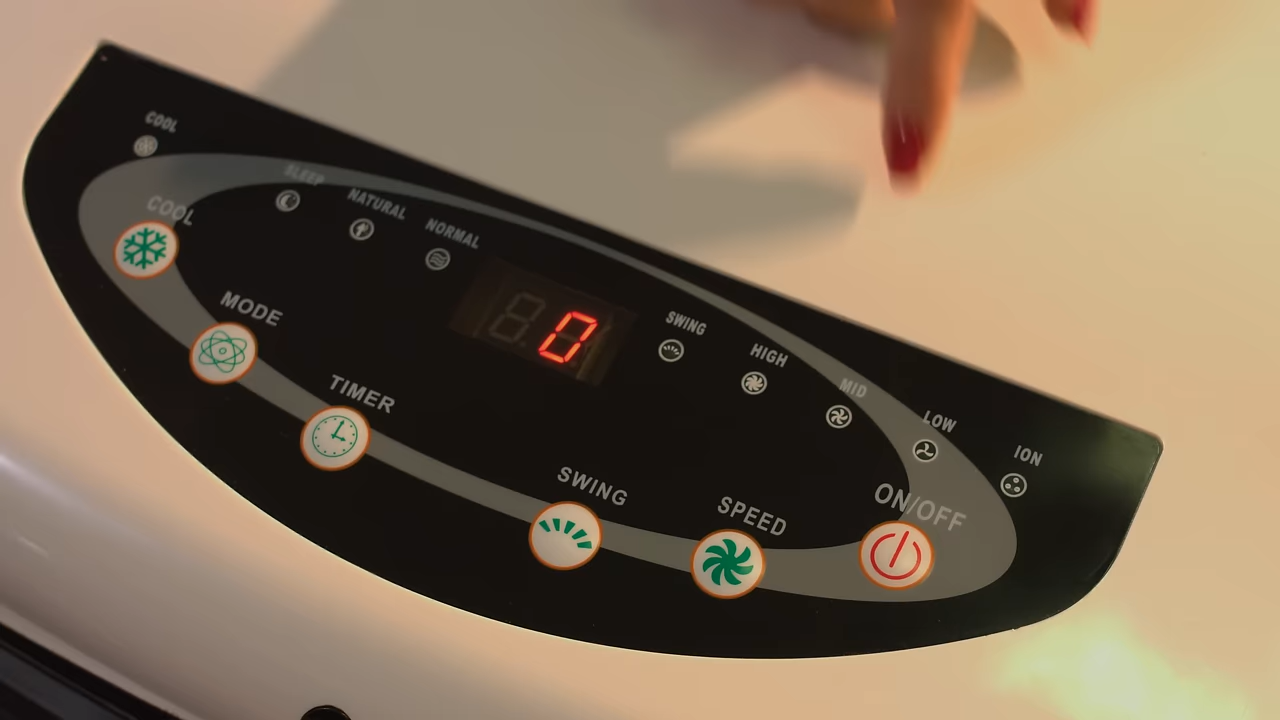 COOL
SLEEP
NATURAL
NORMAL
0
SWING
HIGH
MID
LOW
ION
COOL
MODE
TIMER
SWING
SPEED
ON/OFF